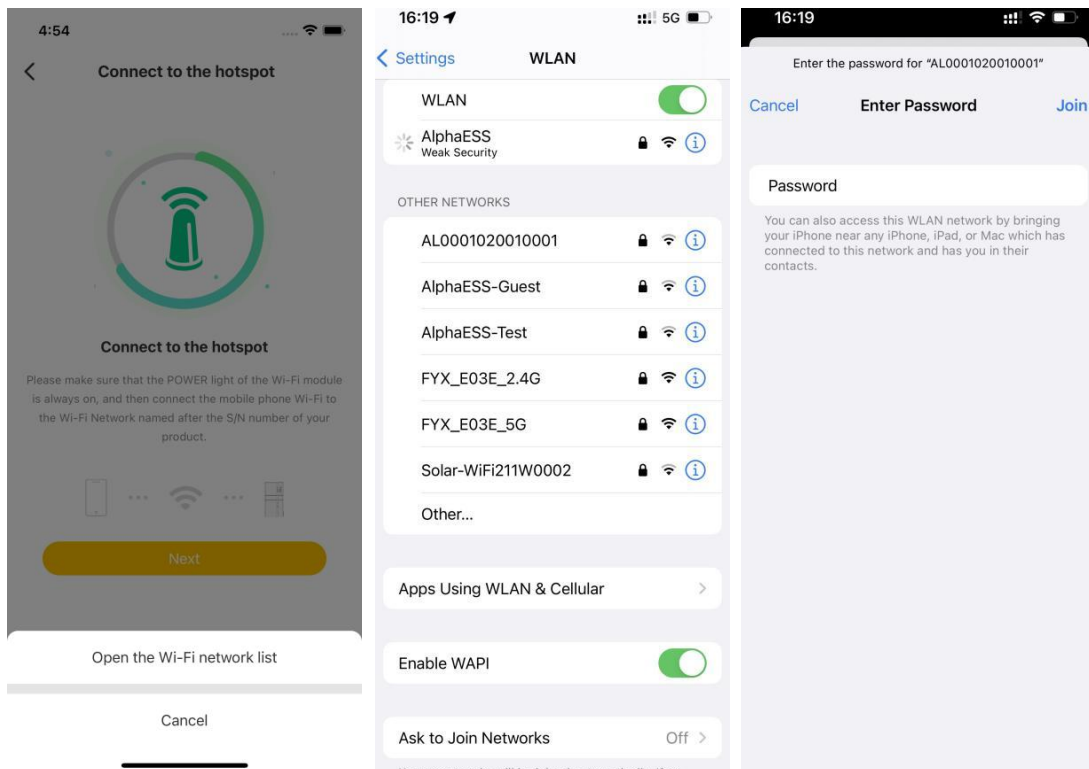 4:54
Connect to the hotspot
Connect to the hotspot
Please make sure that the POWER light of the Wi-Fi module
is always on, and then connect the mobile phone Wi-Fi to
the Wi-Fi Network named after the S/N number of your
product.
Next
Open the Wi-Fi network list
Cancel
16:19
5G
Settings
WLAN
WLAN
AlphaESS
Weak Security
OTHER NETWORKS
AL0001020010001
AlphaESS-Guest
AlphaESS-Test
FYX_E03E_2.4G
FYX_E03E_5G
Solar-WiFi211W0002
Other...
Apps Using WLAN & Cellular
Enable WAPI
Ask to Join Networks
Off
16:19
Enter the password for “AL0001020010001”
Cancel
Enter Password
Join
Password
You can also access this WLAN network by bringing
your iPhone near any iPhone, iPad, or Mac which has
connected to this network and has you in their
contacts.